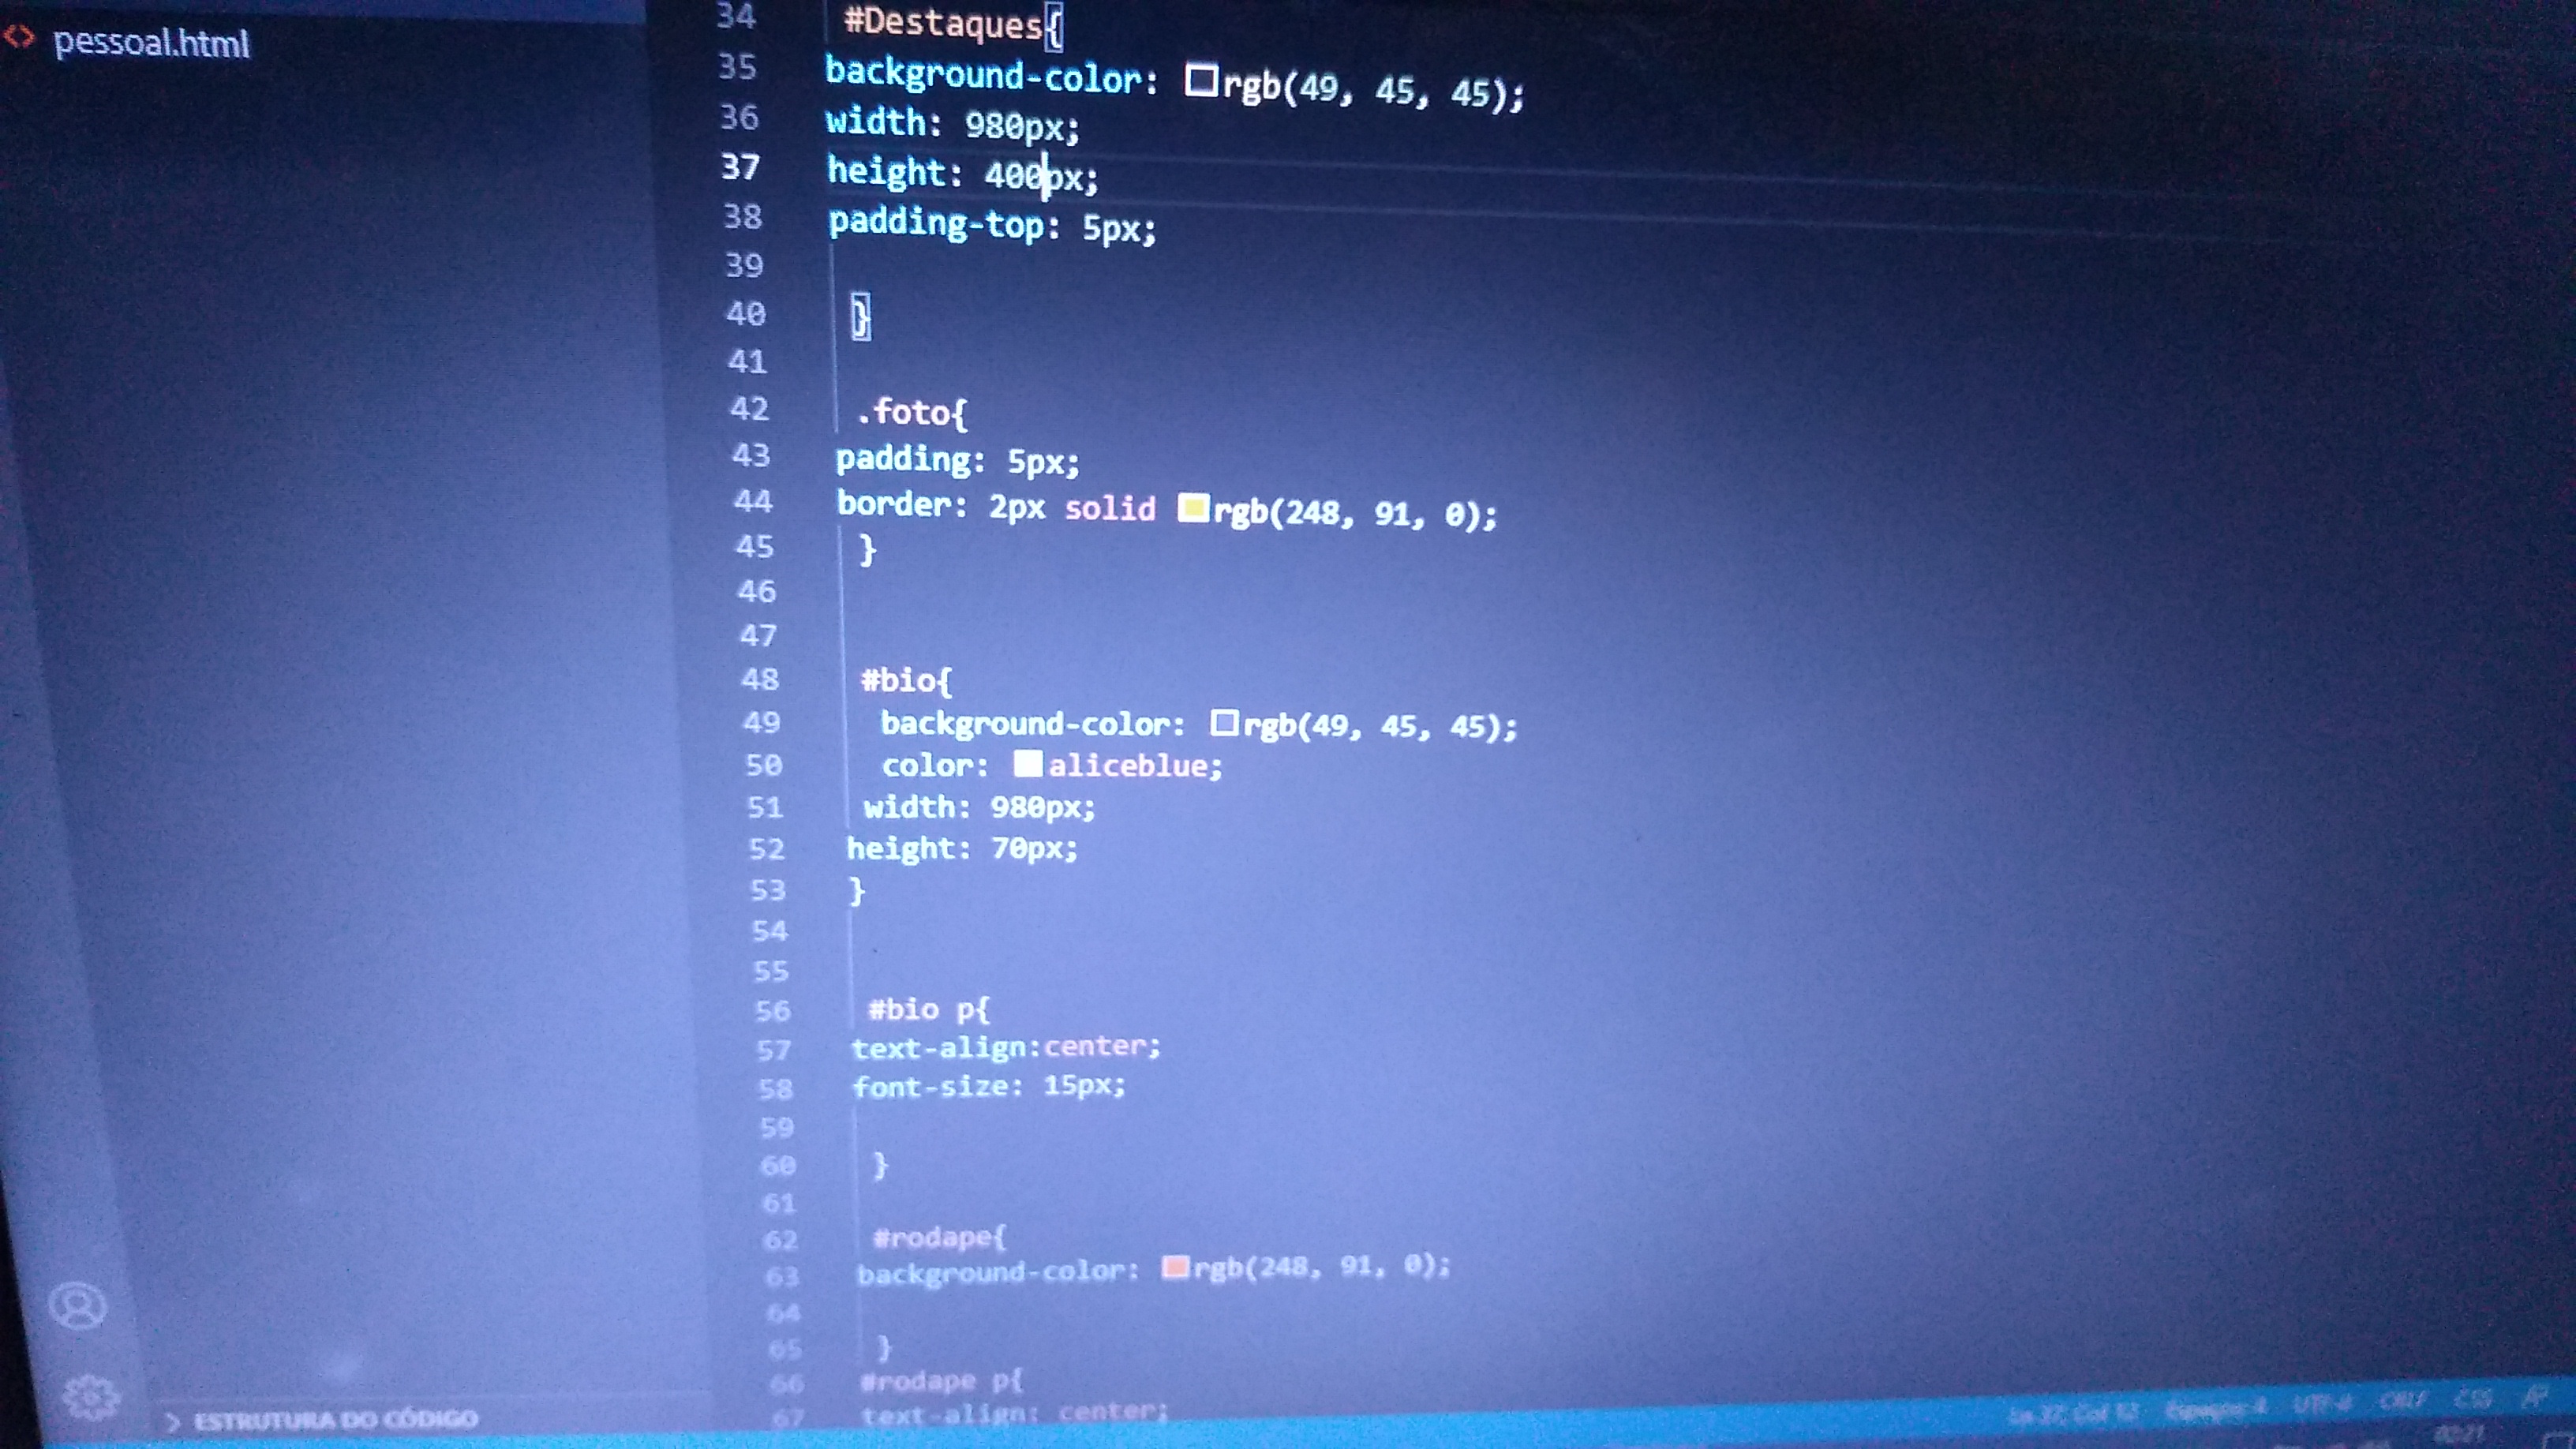 pessoal.html
34 #Destaques{
35 background-color: rgb(49, 45, 45);
36 width: 980px;
37 height: 400px;
38 padding-top: 5px;
39
40 }
41
42 .foto{
43 padding: 5px;
44 border: 2px solid rgb(248, 91, 0);
45 }
46
47
48 #bio{
49 background-color: rgb(49, 45, 45);
50 color: aliceblue;
51 width: 980px;
52 height: 70px;
53 }
54
55
56 #bio p{
57 text-align:center;
58 font-size: 15px;
59
60 }
61
62 #rodape{
63 background-color: rgb(248, 91, 0);
64
65 }
66 #rodape p{
67 text-align: center;
ESTRUTURA DO CÓDIGO
UTF-8 CRLF CSS